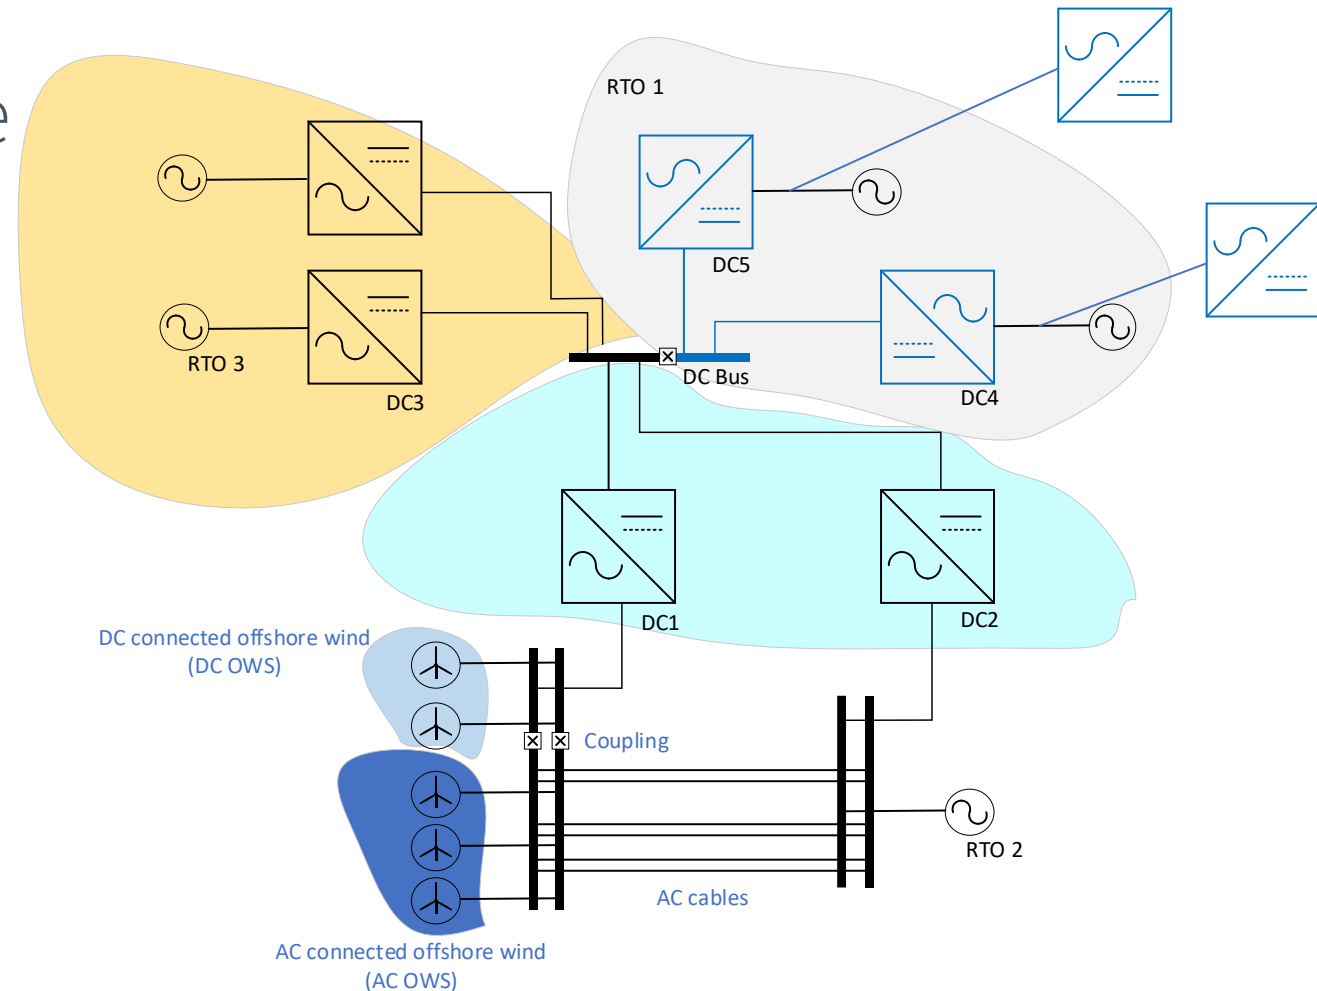 e
RTO 1
DC5
RTO 3
DC Bus
DC3
DC4
DC1
DC2
DC connected offshore wind
(DC OWS)
Coupling
RTO 2
AC cables
AC connected offshore wind
(AC OWS)